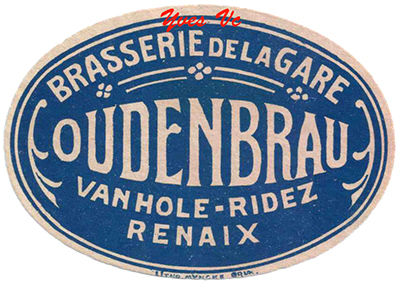 Yves Vc
BRASSERIE DE LA GARE
OUDENBRAU
VAN HOLE - RIDEZ
RENAIX